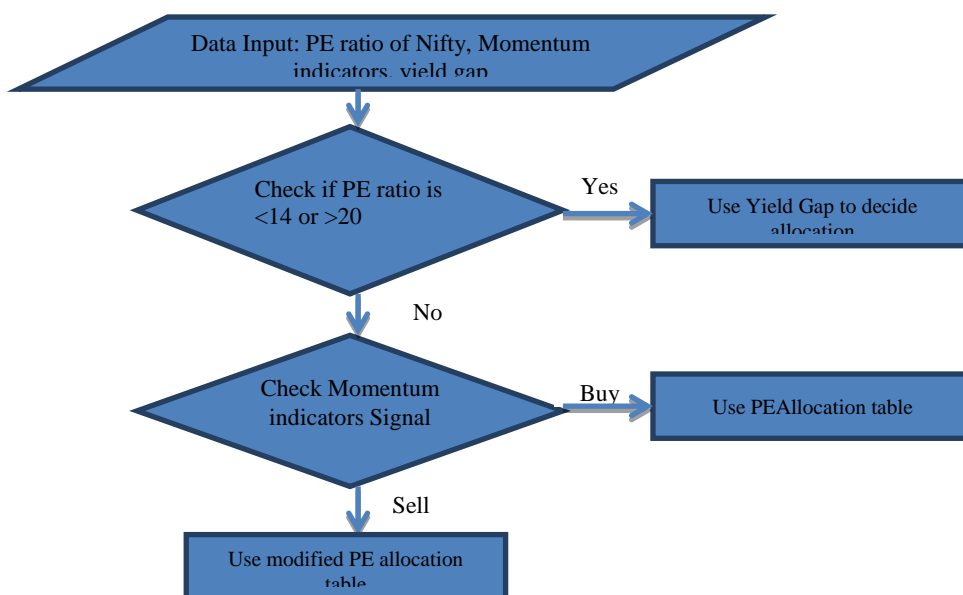 Data Input: PE ratio of Nifty, Momentum
indicators, yield gap
Check if PE ratio is
<14 or >20
Yes
Use Yield Gap to decide
allocation
No
Check Momentum
indicators Signal
Buy
Use PEAllocation table
Sell
Use modified PE allocation
table